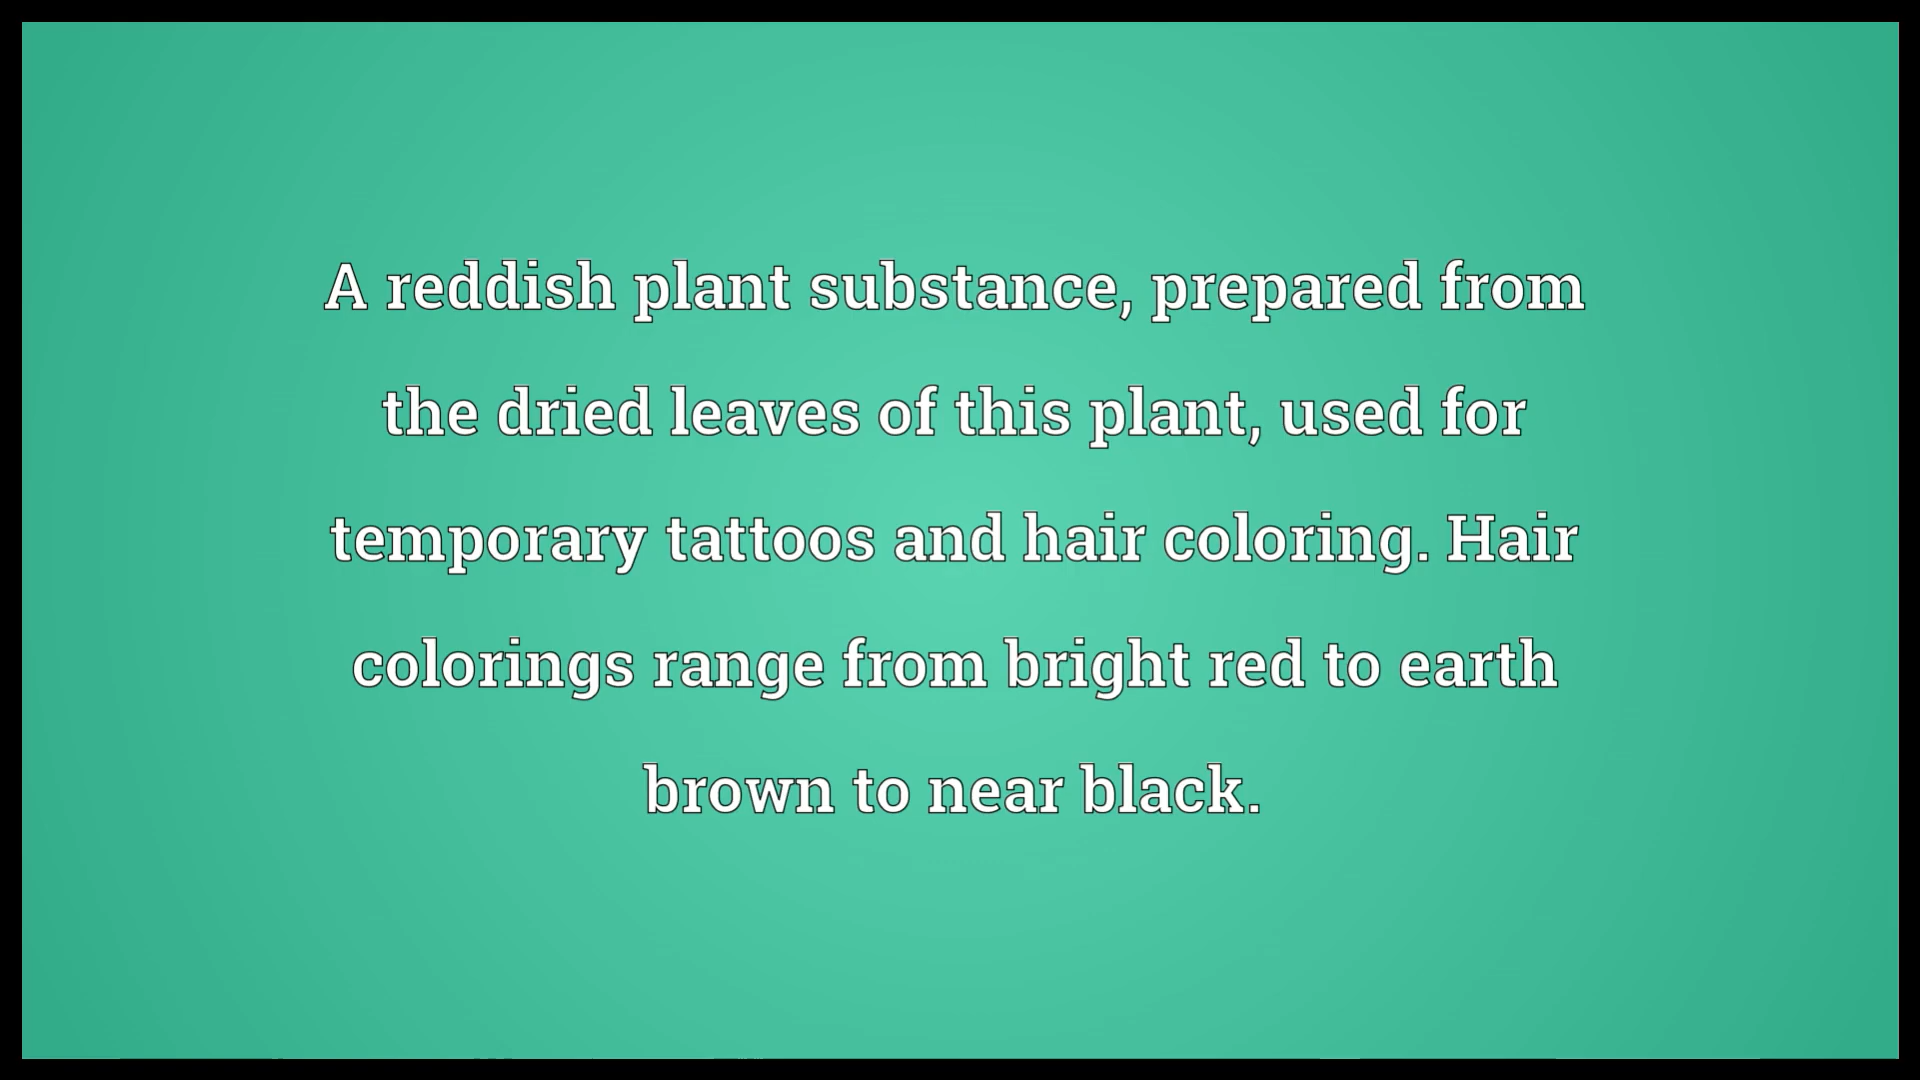 A reddish plant substance, prepared from
the dried leaves of this plant, used for
temporary tattoos and hair coloring. Hair
colorings range from bright red to earth
brown to near black.